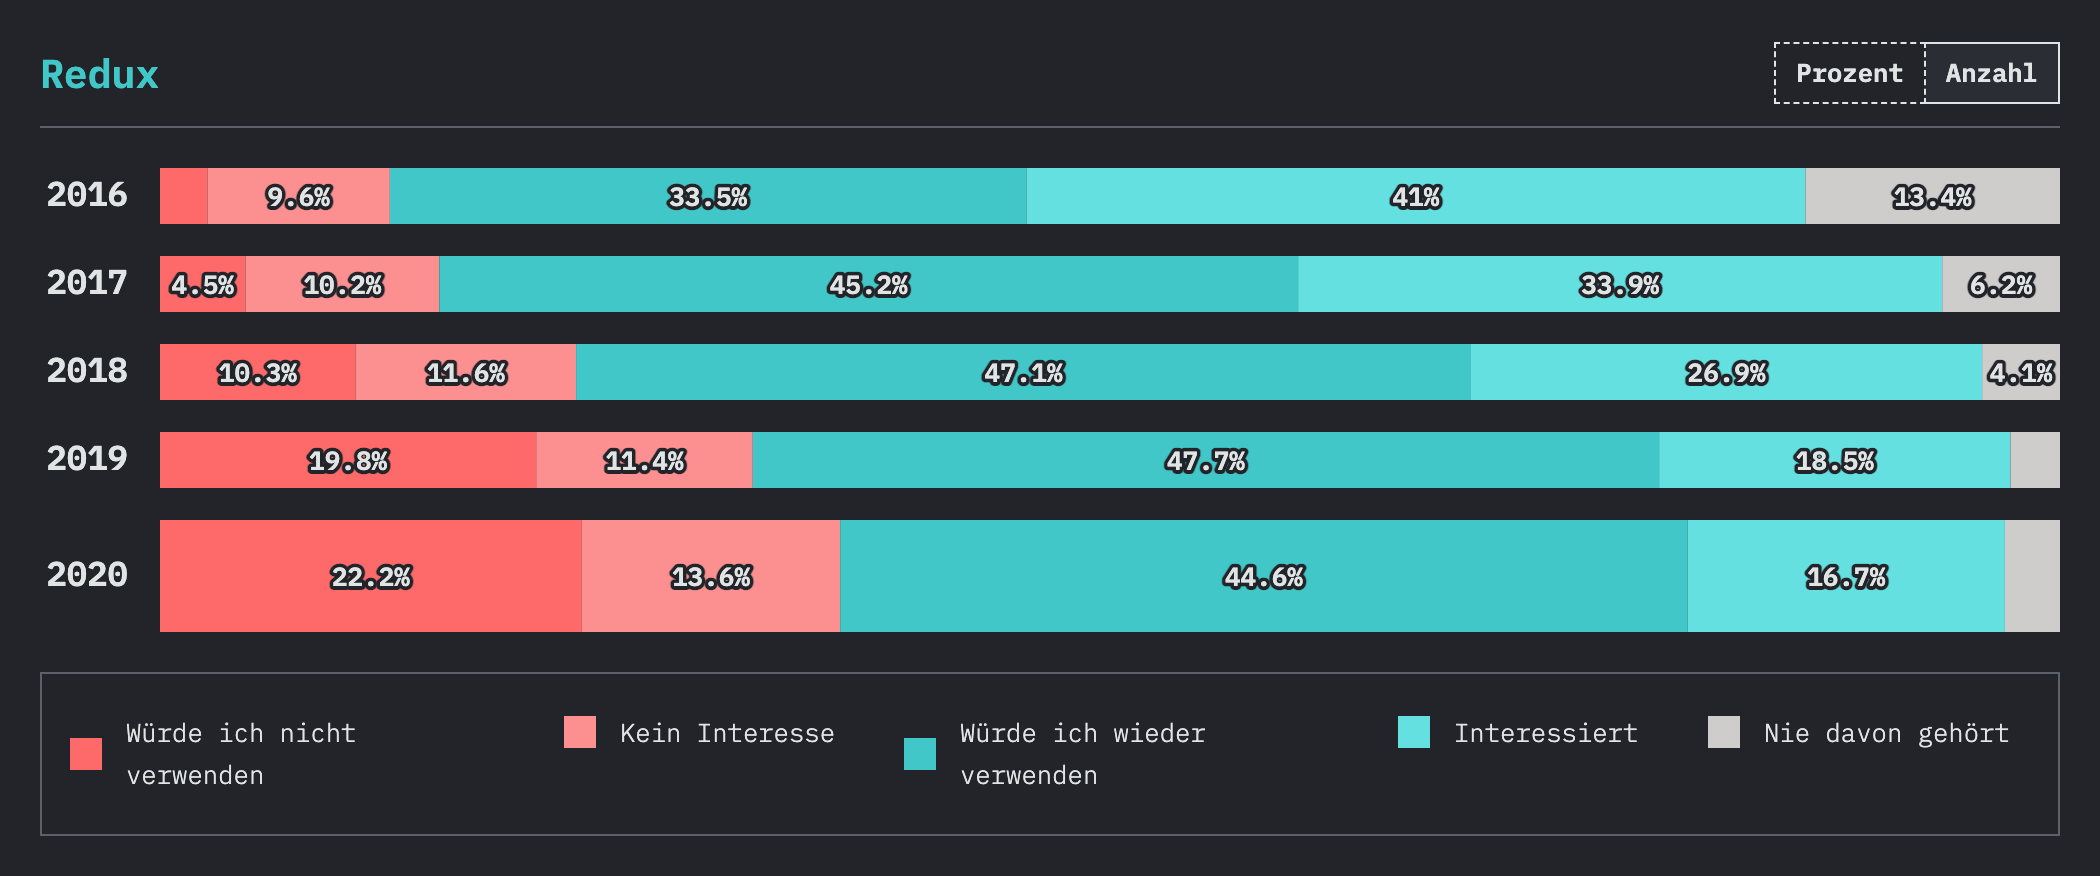 Redux
Prozent Anzahl
2016 9.6% 33.5% 41% 13.4%
2017 4.5% 10.2% 45.2% 33.9% 6.2%
2018 10.3% 11.6% 47.1% 26.9% 4.1%
2019 19.8% 11.4% 47.7% 18.5%
2020 22.2% 13.6% 44.6% 16.7%
Würde ich nicht
verwenden
Kein Interesse
Würde ich wieder
verwenden
Interessiert
Nie davon gehört